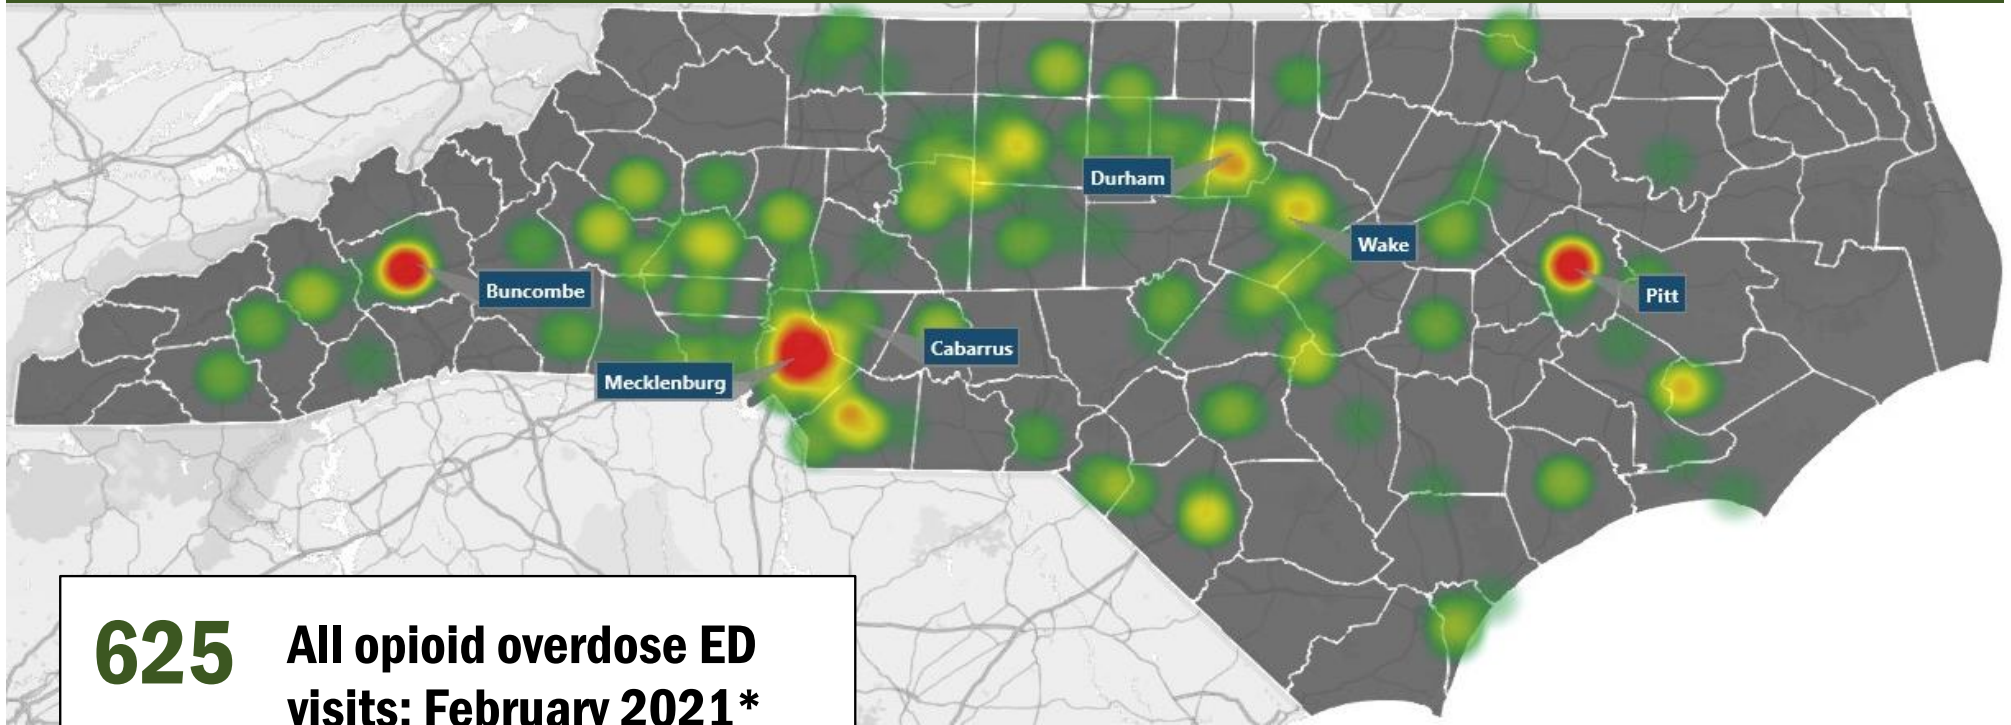 Durham
Wake
Buncombe
Pitt
Cabarrus
Mecklenburg
625
All opioid overdose ED
visits: February 2021*